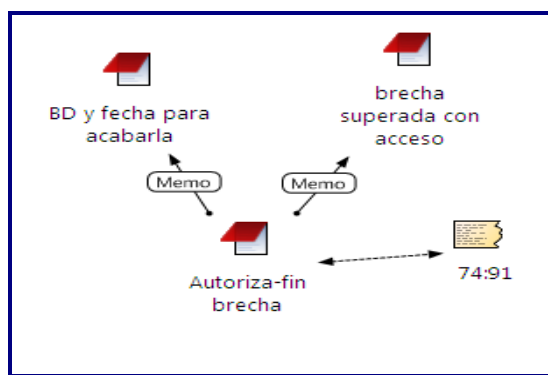 BD y fecha para
acabarla
brecha
superada con
acceso
Memo
Memo
Autoriza-fin
brecha
74:91